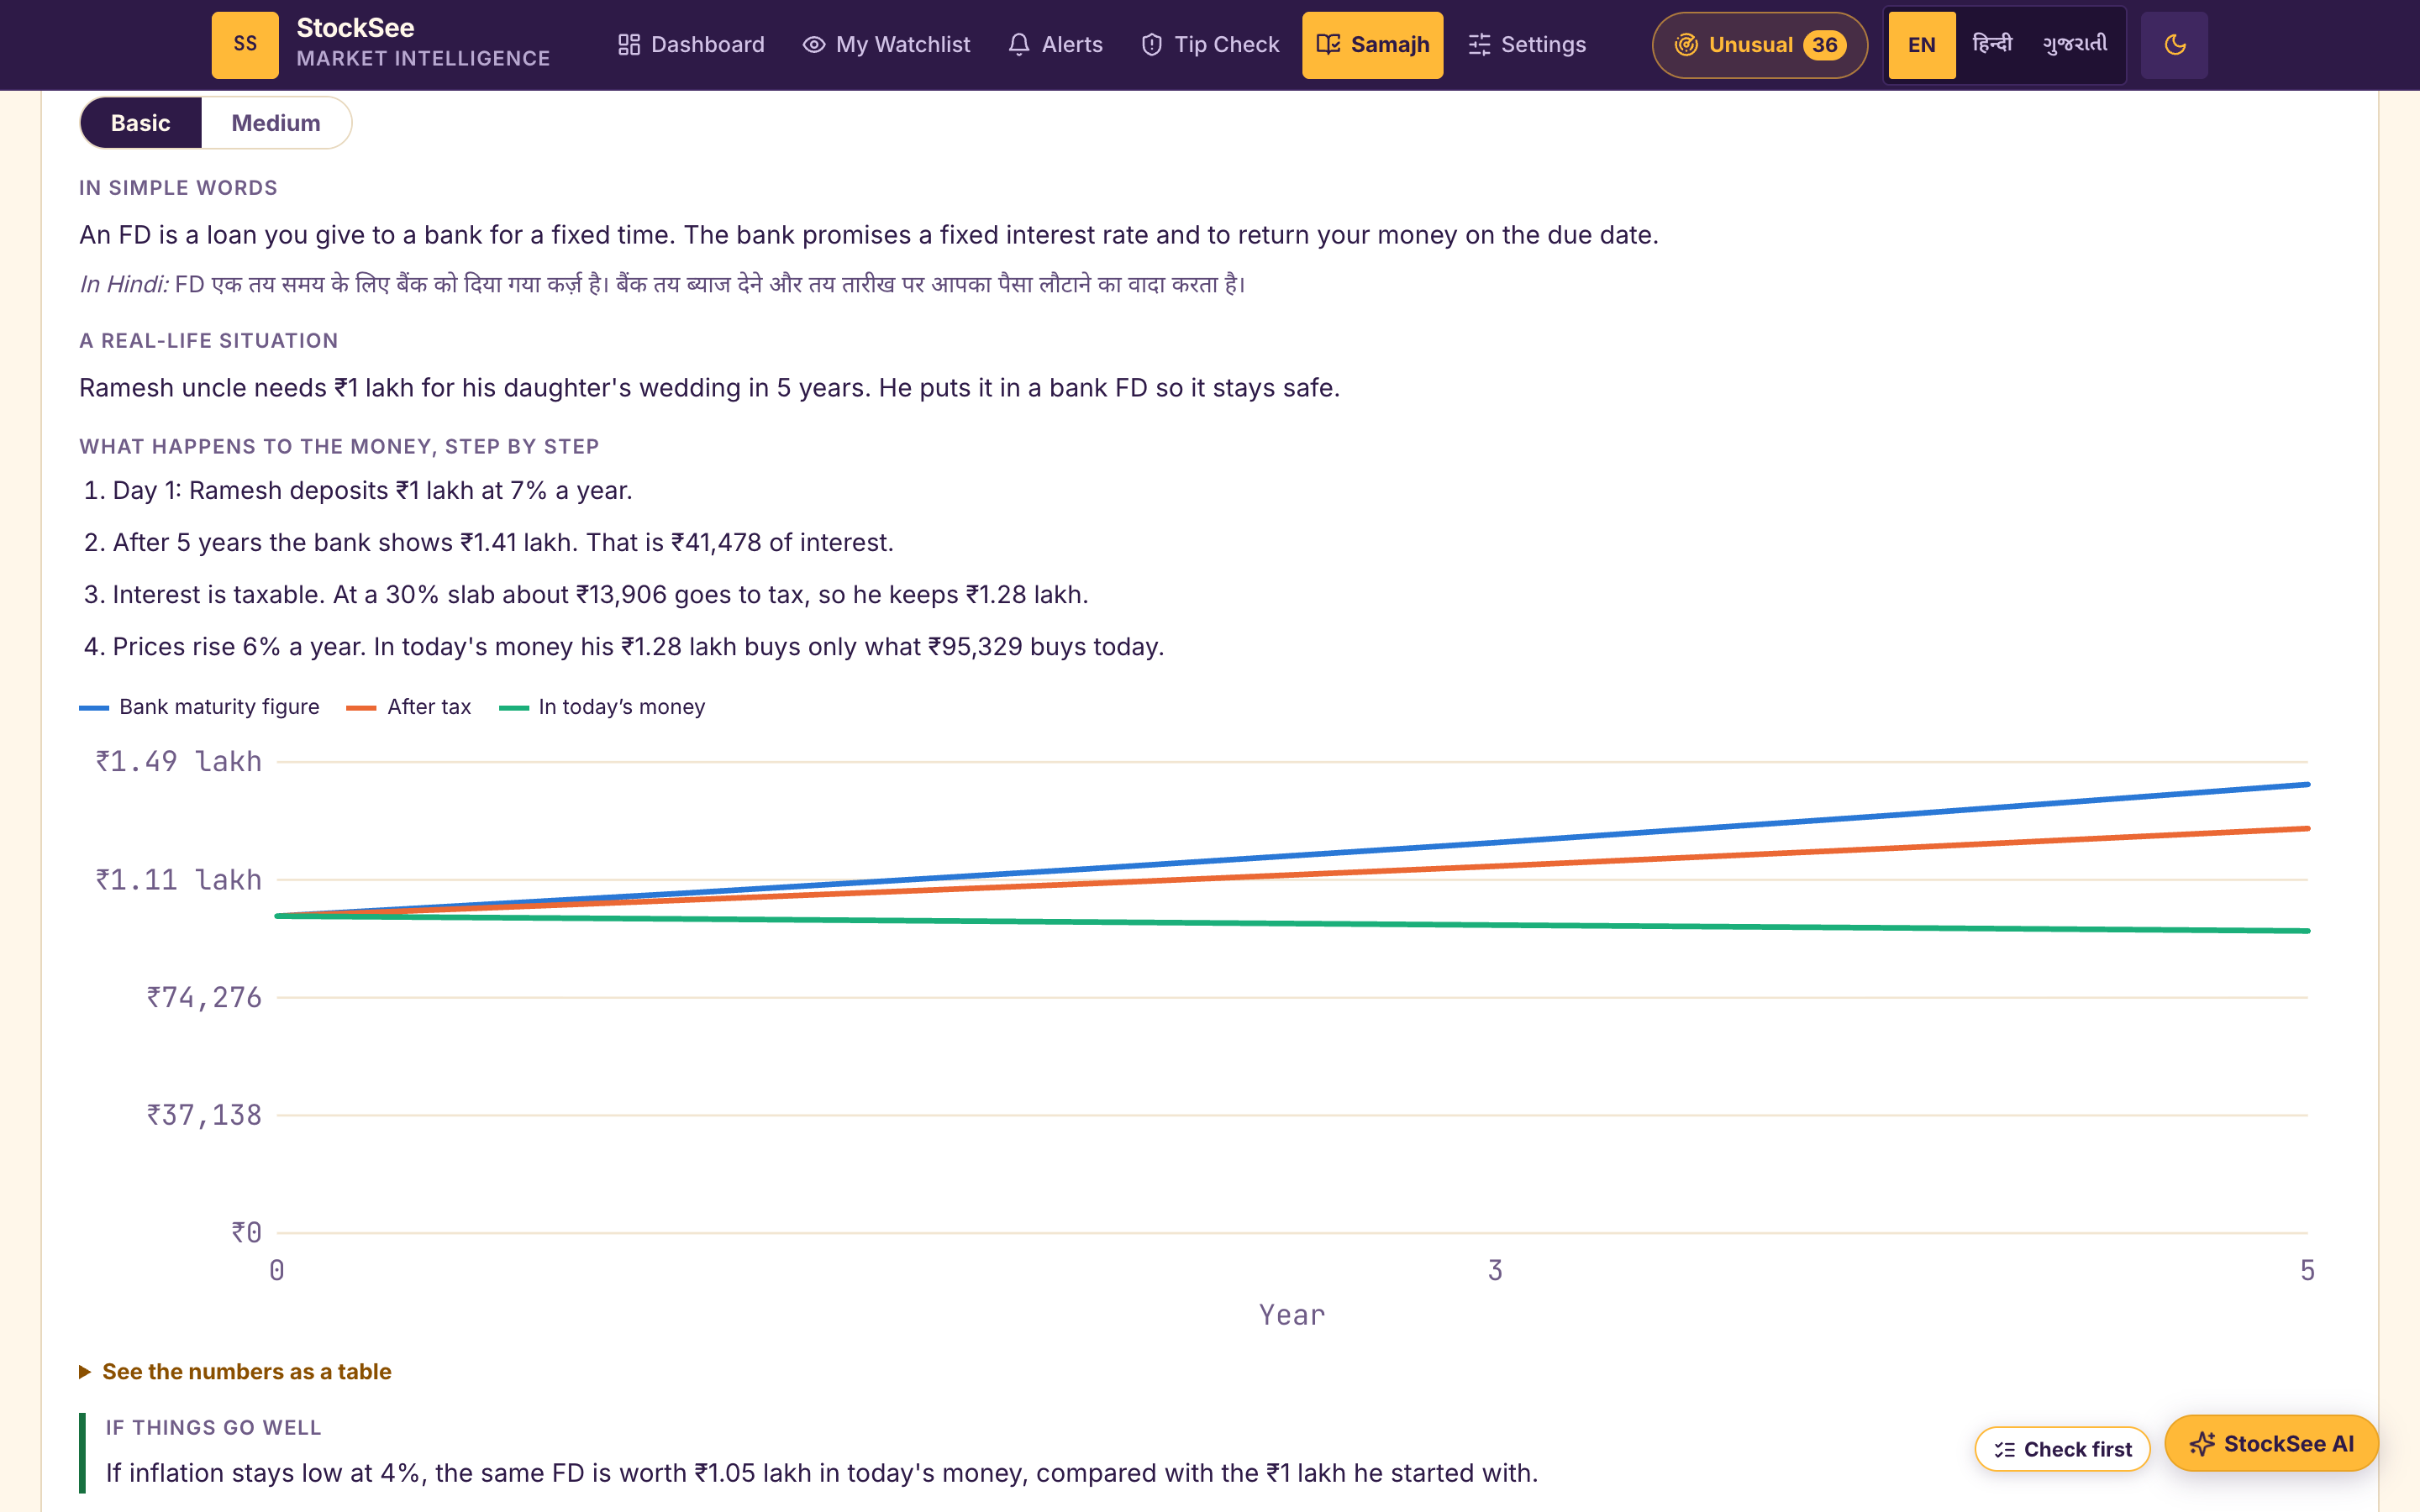 SS
StockSee
MARKET INTELLIGENCE
Dashboard
My Watchlist
Alerts
Tip Check
Samajh
Settings
Unusual 36
EN
हिन्दी
ગુજરાતી
Basic
Medium
IN SIMPLE WORDS
An FD is a loan you give to a bank for a fixed time. The bank promises a fixed interest rate and to return your money on the due date.
In Hindi: FD एक तय समय के लिए बैंक को दिया गया कर्ज़ है। बैंक तय ब्याज देने और तय तारीख पर आपका पैसा लौटाने का वादा करता है।
A REAL-LIFE SITUATION
Ramesh uncle needs ₹1 lakh for his daughter's wedding in 5 years. He puts it in a bank FD so it stays safe.
WHAT HAPPENS TO THE MONEY, STEP BY STEP
1. Day 1: Ramesh deposits ₹1 lakh at 7% a year.
2. After 5 years the bank shows ₹1.41 lakh. That is ₹41,478 of interest.
3. Interest is taxable. At a 30% slab about ₹13,906 goes to tax, so he keeps ₹1.28 lakh.
4. Prices rise 6% a year. In today's money his ₹1.28 lakh buys only what ₹95,329 buys today.
Bank maturity figure
After tax
In today’s money
₹1.49 lakh
₹1.11 lakh
₹74,276
₹37,138
₹0
0
3
5
Year
See the numbers as a table
IF THINGS GO WELL
If inflation stays low at 4%, the same FD is worth ₹1.05 lakh in today's money, compared with the ₹1 lakh he started with.
Check first
StockSee AI